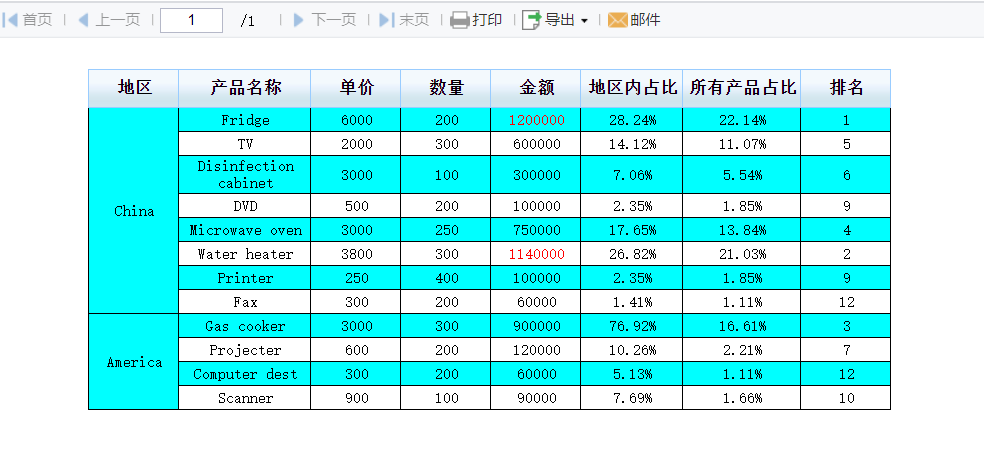 首页 上一页 1 /1 下一页 末页 打印 导出 邮件
地区 产品名称 单价 数量 金额 地区内占比 所有产品占比 排名
Fridge 6000 200 1200000 28.24% 22.14% 1
TV 2000 300 600000 14.12% 11.07% 5
Disinfection
cabinet 3000 100 300000 7.06% 5.54% 6
DVD 500 200 100000 2.35% 1.85% 9
China
Microwave oven 3000 250 750000 17.65% 13.84% 4
Water heater 3800 300 1140000 26.82% 21.03% 2
Printer 250 400 100000 2.35% 1.85% 9
Fax 300 200 60000 1.41% 1.11% 12
Gas cooker 3000 300 900000 76.92% 16.61% 3
Projecter 600 200 120000 10.26% 2.21% 7
America
Computer dest 300 200 60000 5.13% 1.11% 12
Scanner 900 100 90000 7.69% 1.66% 10